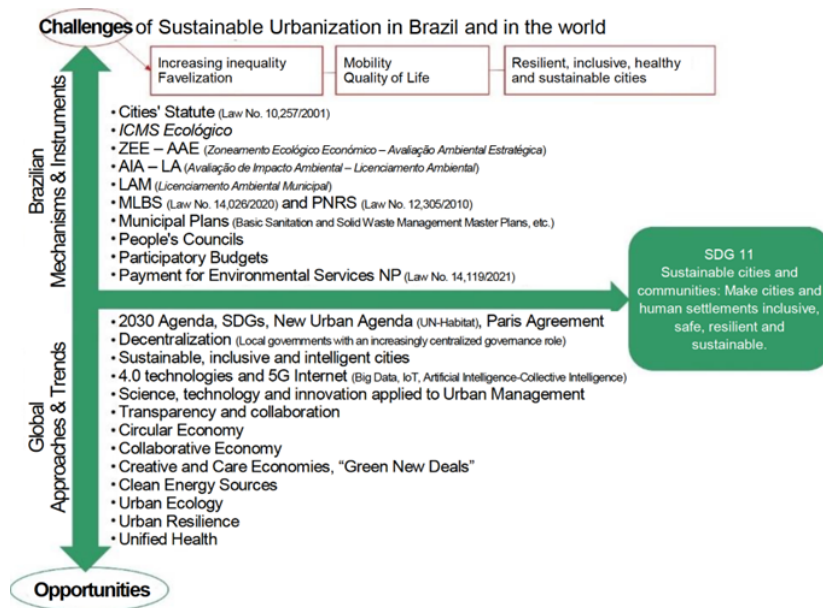 Challenges of Sustainable Urbanization in Brazil and in the world
Increasing inequality
Favelization
Mobility
Quality of Life
Resilient, inclusive, healthy
and sustainable cities
Brazilian
Mechanisms & Instruments
• Cities' Statute (Law No. 10,257/2001)
• ICMS Ecológico
• ZEE – AAE (Zoneamento Ecológico Económico – Avaliação Ambiental Estratégica)
• AIA – LA (Avaliação de Impacto Ambiental – Licenciamento Ambiental)
• LAM (Licenciamento Ambiental Municipal)
• MLBS (Law No. 14,026/2020) and PNRS (Law No. 12,305/2010)
• Municipal Plans (Basic Sanitation and Solid Waste Management Master Plans, etc.)
• People's Councils
• Participatory Budgets
• Payment for Environmental Services NP (Law No. 14,119/2021)
SDG 11
Sustainable cities and
communities: Make cities and
human settlements inclusive,
safe, resilient and
sustainable.
Global
Approaches & Trends
• 2030 Agenda, SDGs, New Urban Agenda (UN-Habitat), Paris Agreement
• Decentralization (Local governments with an increasingly centralized governance role)
• Sustainable, inclusive and intelligent cities
• 4.0 technologies and 5G Internet (Big Data, IoT, Artificial Intelligence-Collective Intelligence)
• Science, technology and innovation applied to Urban Management
• Transparency and collaboration
• Circular Economy
• Collaborative Economy
• Creative and Care Economies, “Green New Deals”
• Clean Energy Sources
• Urban Ecology
• Urban Resilience
• Unified Health
Opportunities